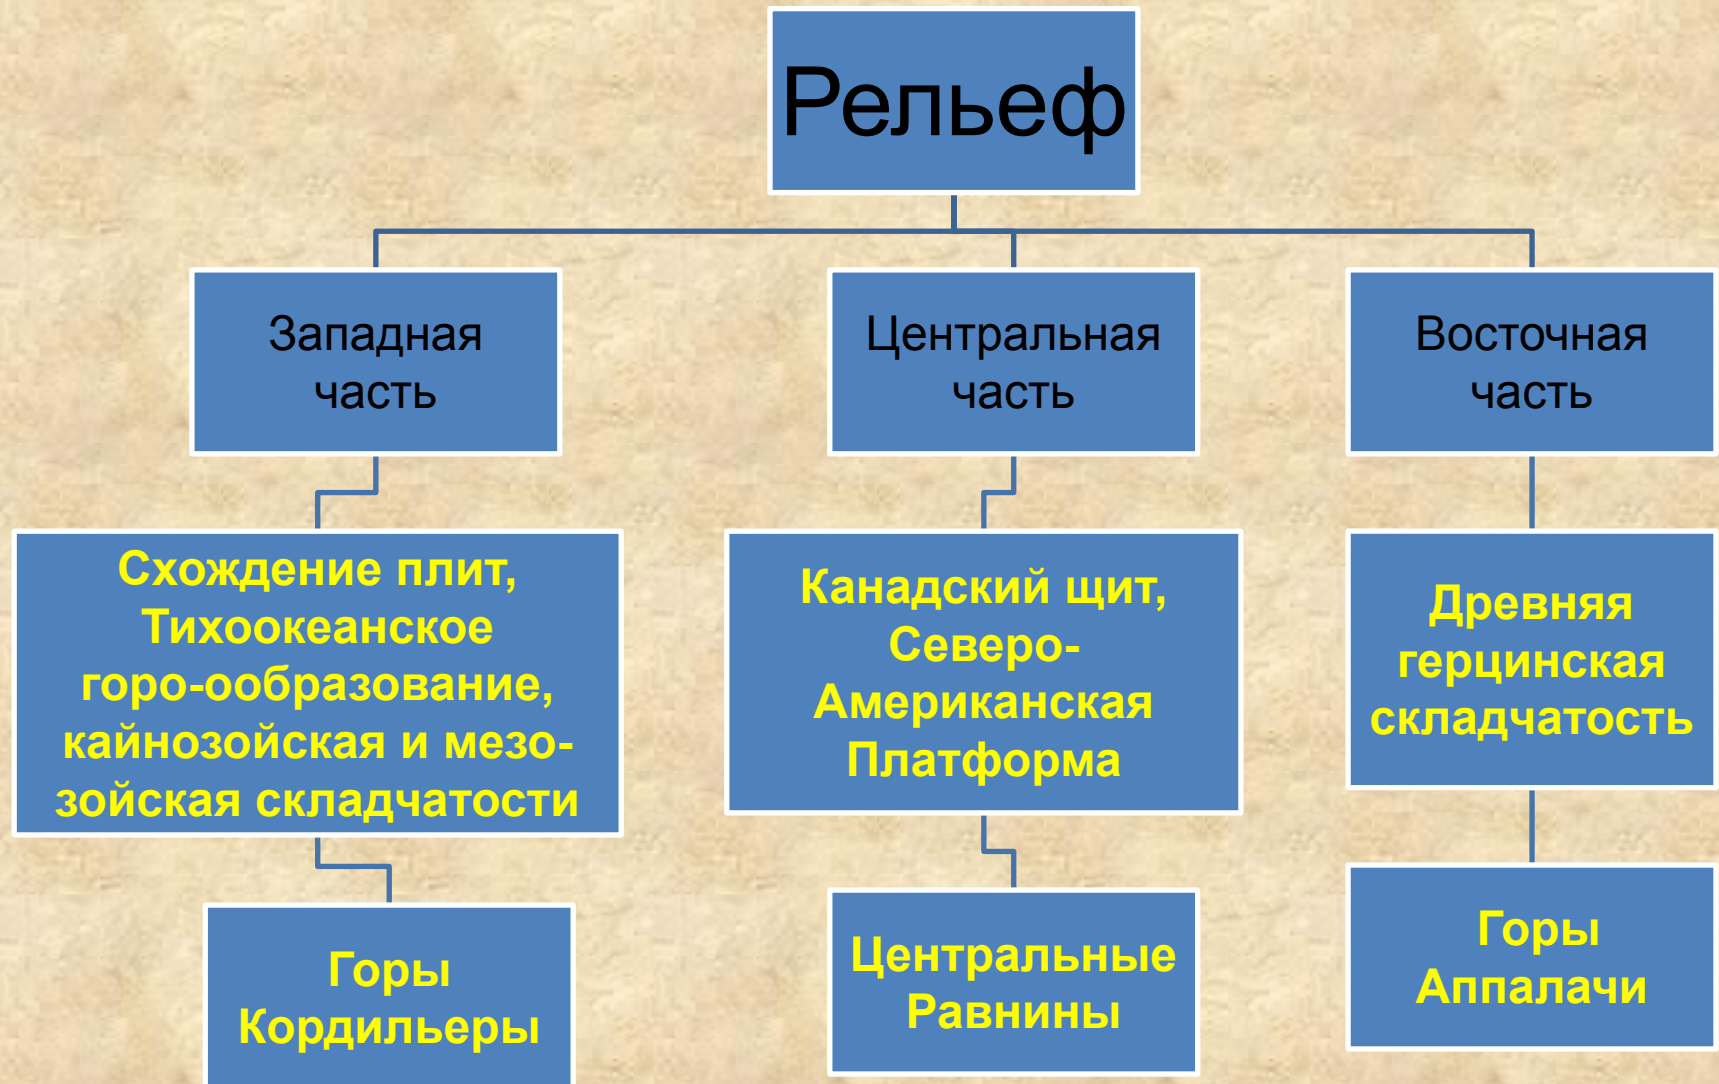 Рельеф
Западная
часть
Центральная
часть
Восточная
часть
Схождение плит,
Тихоокеанское
горо-ообразование,
кайнозойская и мезо-
зойская складчатости
Канадский щит,
Северо-
Американская
Платформа
Древняя
герцинская
складчатость
Горы
Кордильеры
Центральные
Равнины
Горы
Аппалачи